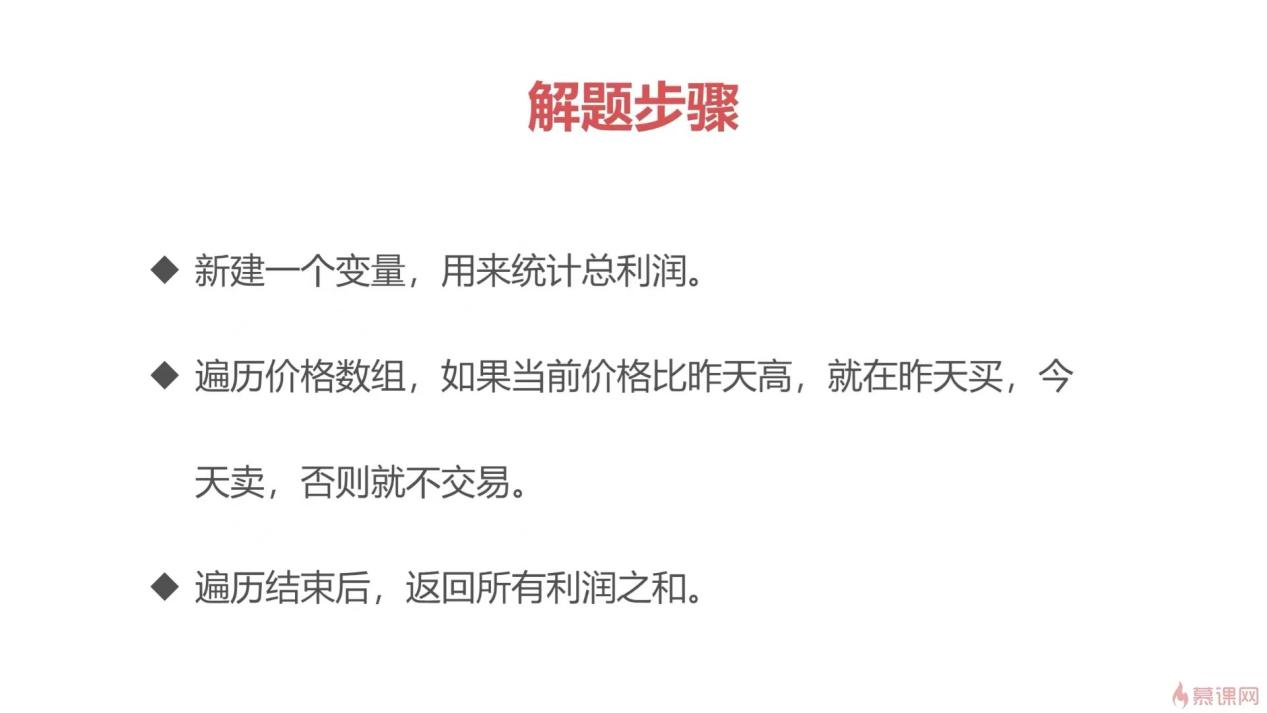 解题步骤
◆ 新建一个变量，用来统计总利润。
◆ 遍历价格数组，如果当前价格比昨天高，就在昨天买，今
天卖，否则就不交易。
◆ 遍历结束后，返回所有利润之和。
慕课网